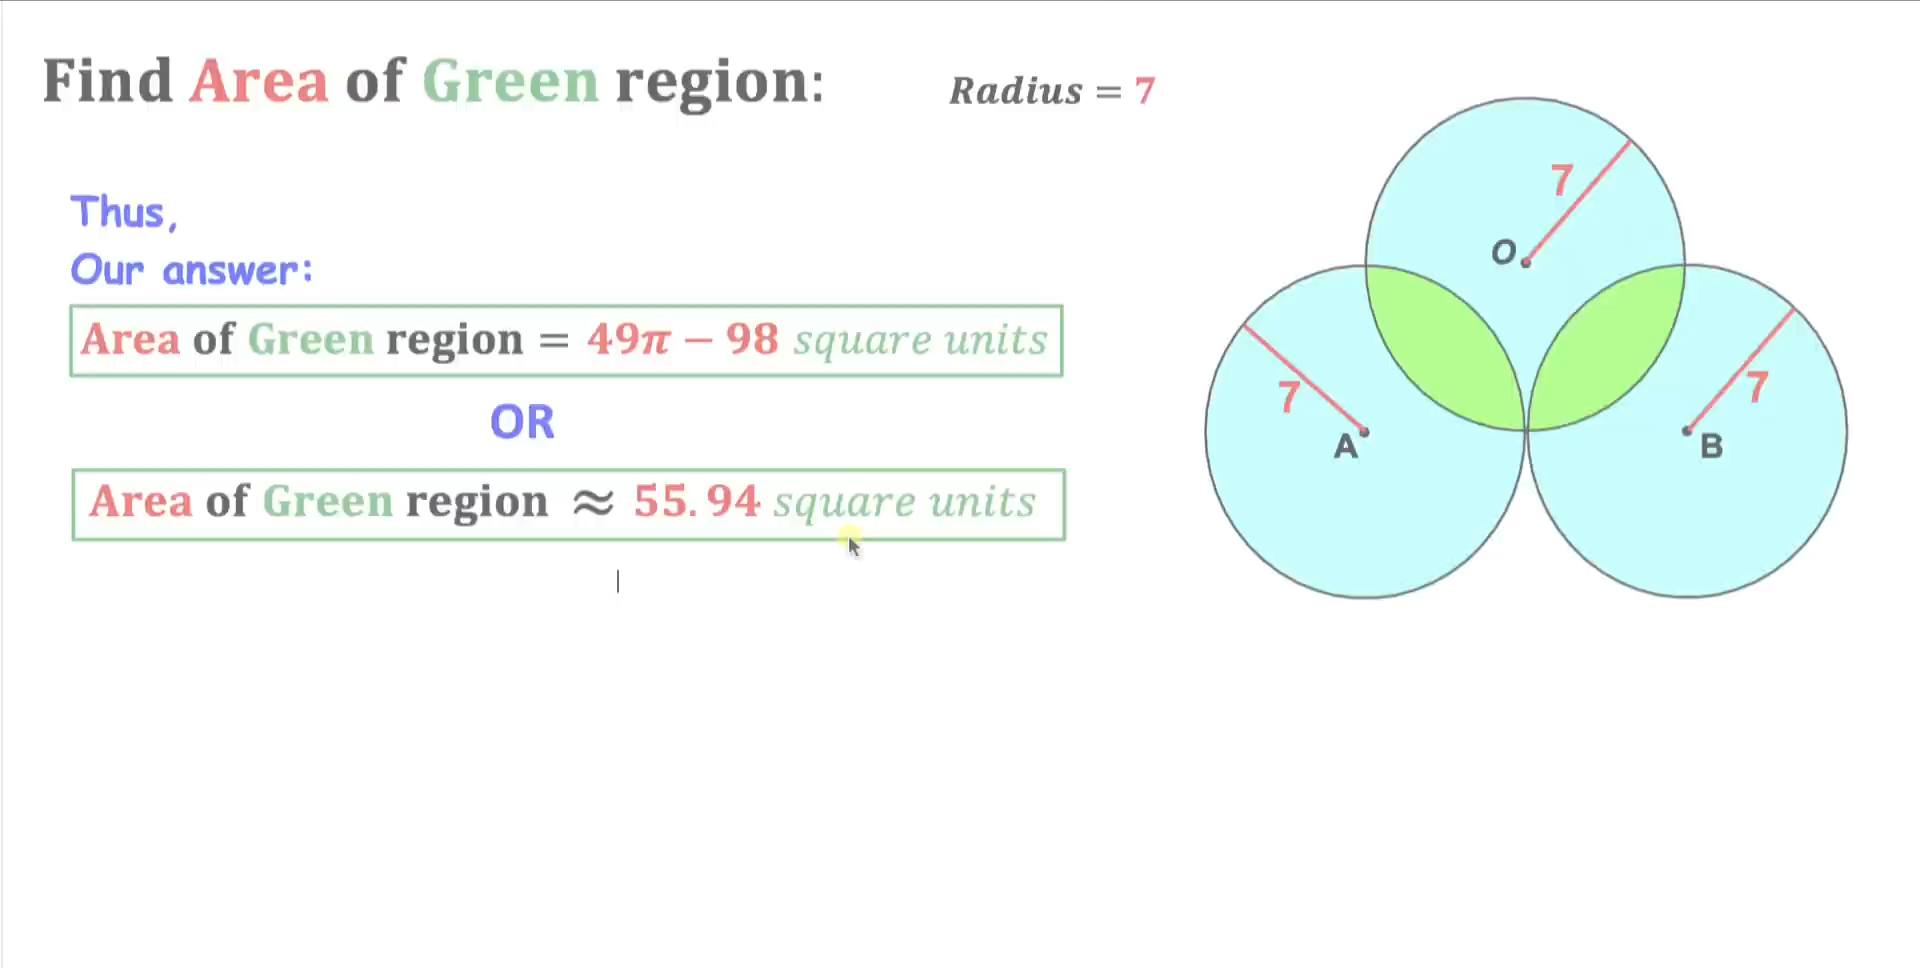 Find Area of Green region:
Radius = 7
Thus,
Our answer:
Area of Green region = 49π − 98 square units
OR
Area of Green region ≈ 55.94 square units
7
O
7
A
7
B